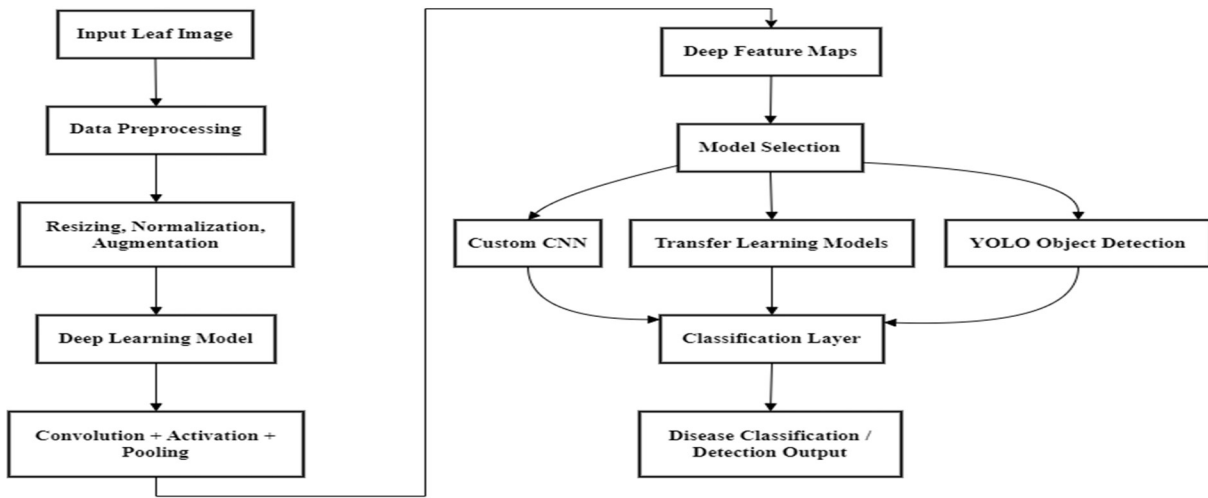 Input Leaf Image
Data Preprocessing
Resizing, Normalization,
Augmentation
Deep Learning Model
Convolution + Activation +
Pooling
Deep Feature Maps
Model Selection
Custom CNN
Transfer Learning Models
YOLO Object Detection
Classification Layer
Disease Classification /
Detection Output